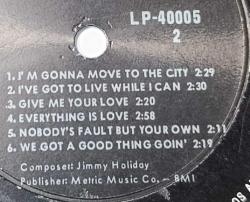 LP-40005
2
1. I'M GONNA MOVE TO THE CITY 2:29
2. I'VE GOT TO LIVE WHILE I CAN 2:30
3. GIVE ME YOUR LOVE 2:20
4. EVERYTHING IS LOVE 2:58
5. NOBODY'S FAULT BUT YOUR OWN 2:11
6. WE GOT A GOOD THING GOIN' 2:19
Composer: Jimmy Holiday
Publisher: Metric Music Co. — BMI